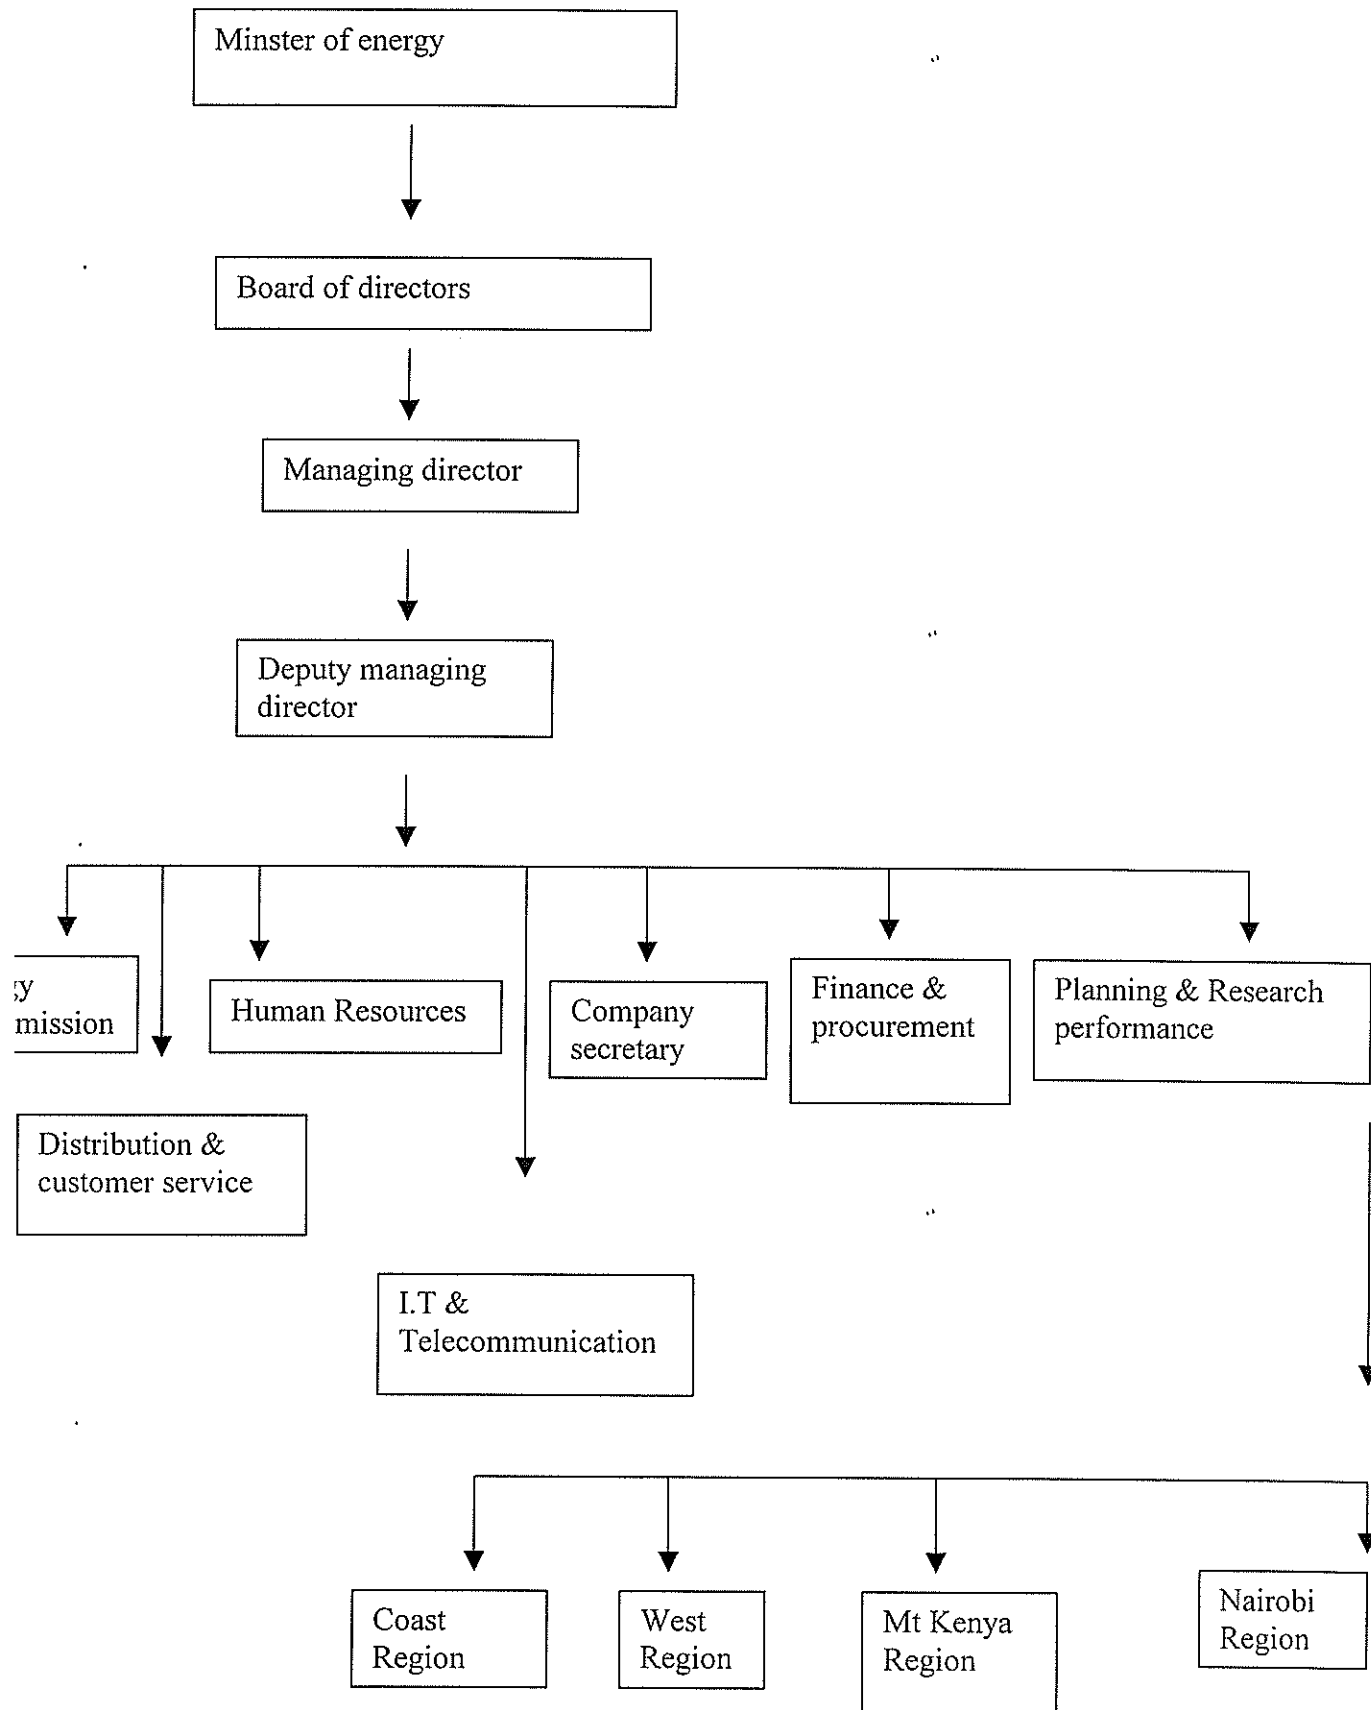 Minster of energy
Board of directors
Managing director
Deputy managing
director
gy
mission
Human Resources
Company
secretary
Finance &
procurement
Planning & Research
performance
Distribution &
customer service
I.T &
Telecommunication
Coast
Region
West
Region
Mt Kenya
Region
Nairobi
Region